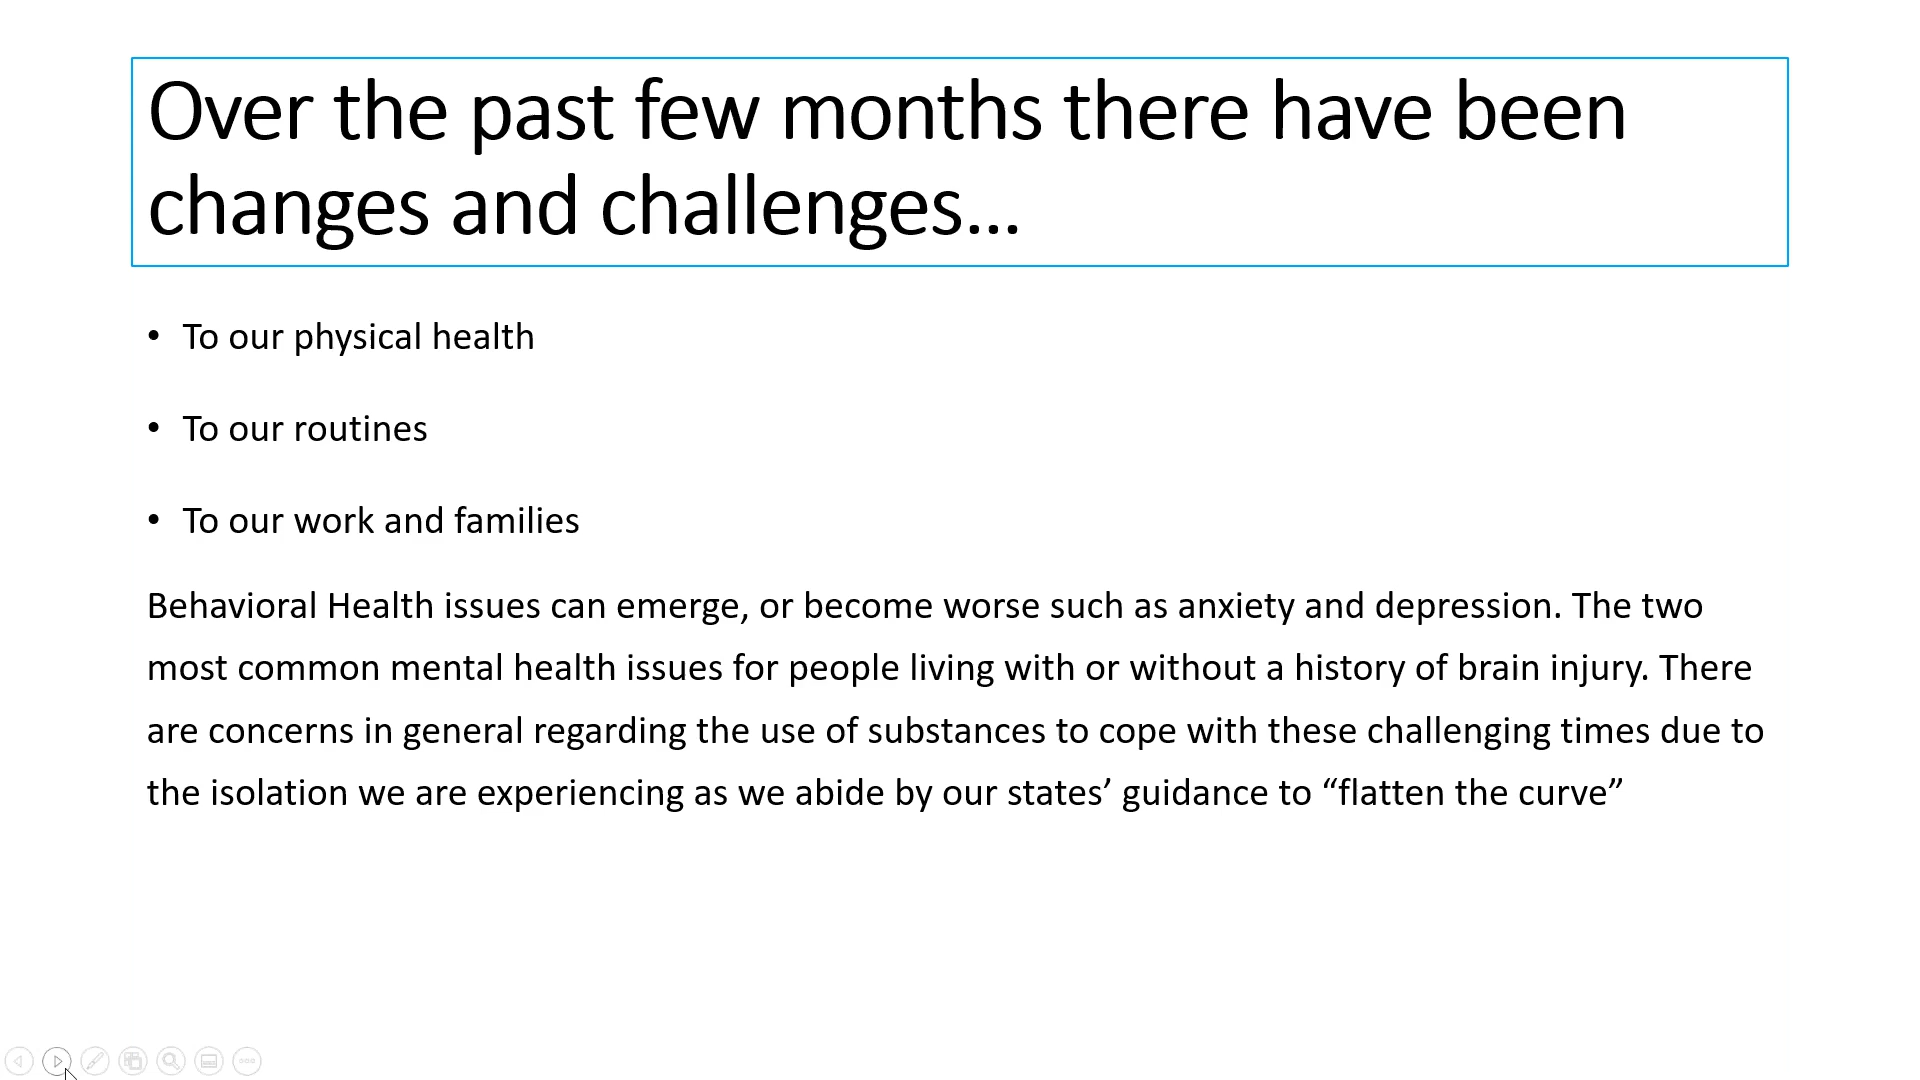 Over the past few months there have been
changes and challenges…
• To our physical health
• To our routines
• To our work and families
Behavioral Health issues can emerge, or become worse such as anxiety and depression. The two
most common mental health issues for people living with or without a history of brain injury. There
are concerns in general regarding the use of substances to cope with these challenging times due to
the isolation we are experiencing as we abide by our states’ guidance to “flatten the curve”